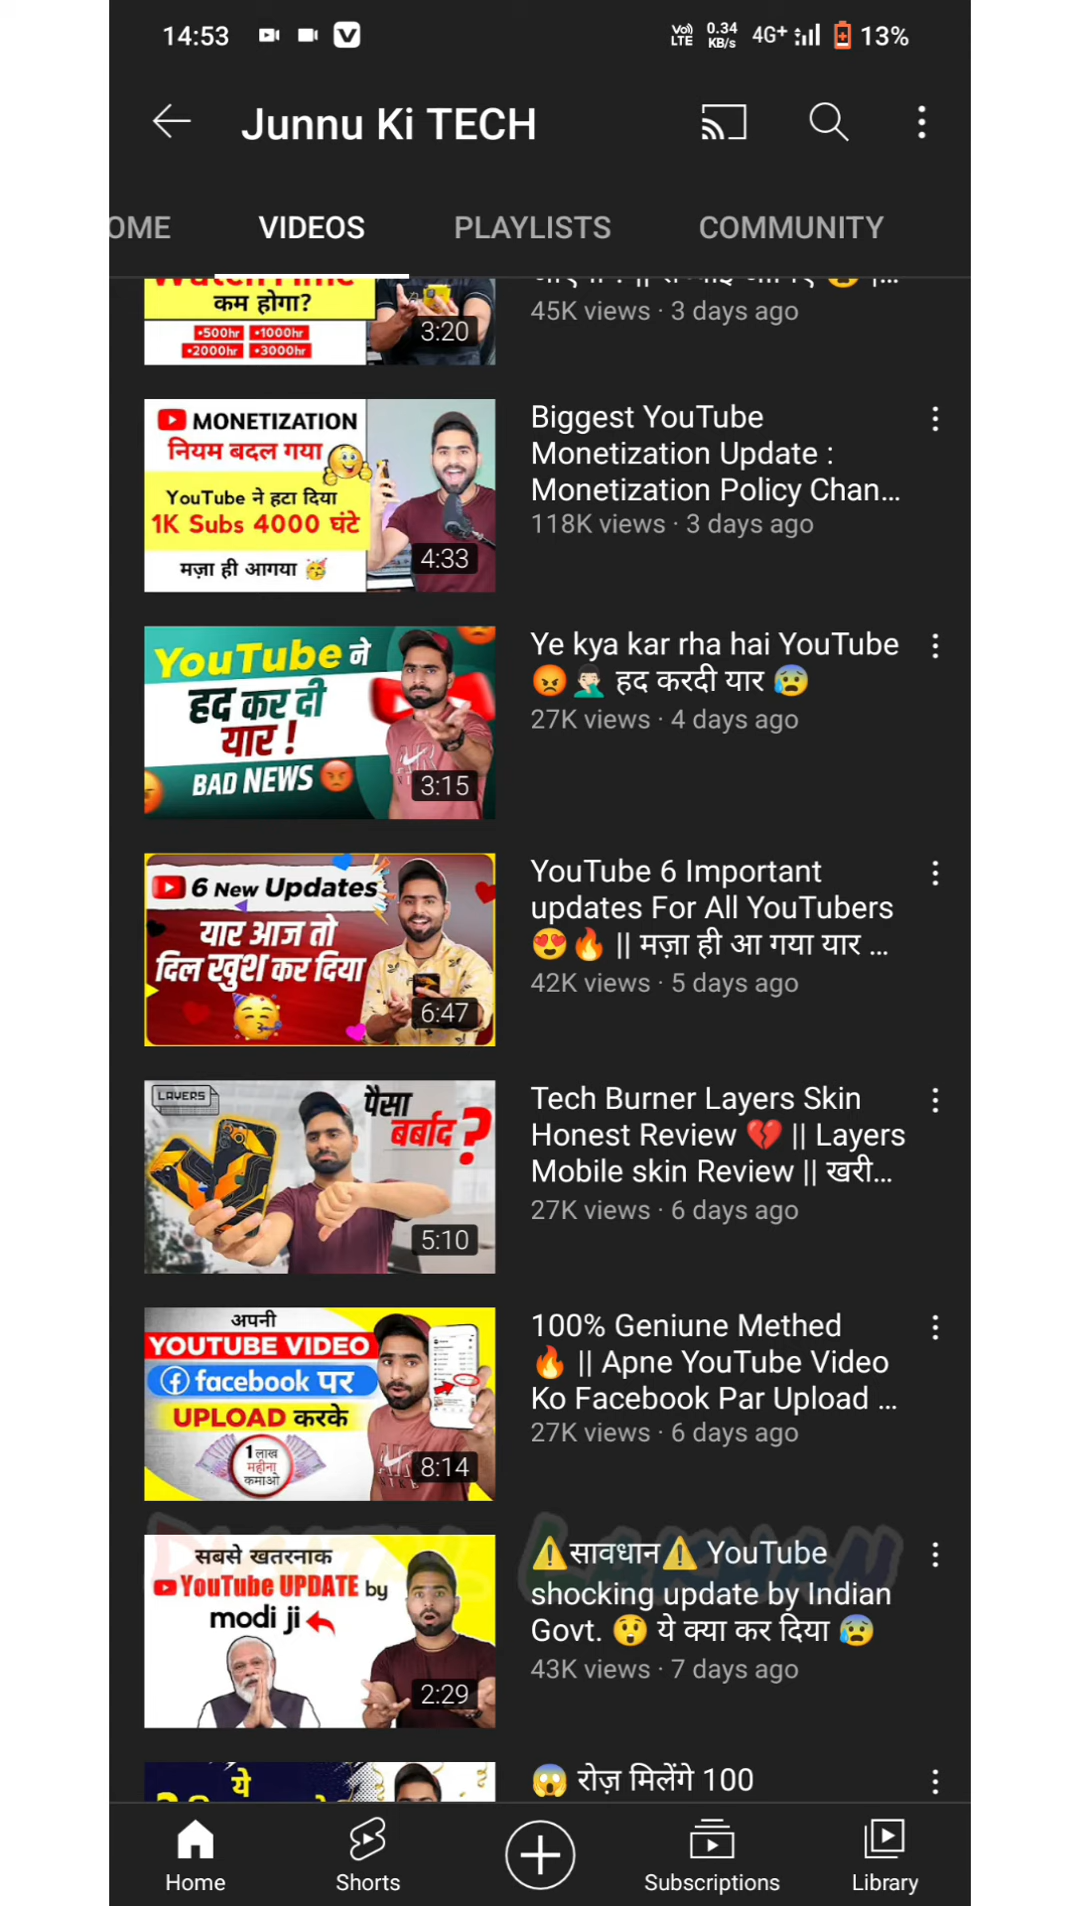 14:53
Vo) LTE 0.34 KB/s 4G+ 13%
Junnu Ki TECH
OME VIDEOS PLAYLISTS COMMUNITY
कम होगा?
•500hr •1000hr
•2000hr •3000hr
3:20
45K views · 3 days ago
MONETIZATION
नियम बदल गया
YouTube ने हटा दिया
1K Subs 4000 घंटे
मज़ा ही आगया
4:33
Biggest YouTube
Monetization Update :
Monetization Policy Chan...
118K views · 3 days ago
YouTube ने
हद कर दी
यार !
BAD NEWS
3:15
Ye kya kar rha hai YouTube
😡🤦🏻‍♂️ हद करदी यार 😰
27K views · 4 days ago
6 New Updates
यार आज तो
दिल खुश कर दिया
6:47
YouTube 6 Important
updates For All YouTubers
😍🔥 || मज़ा ही आ गया यार ...
42K views · 5 days ago
LAYERS
पैसा
बर्बाद ?
5:10
Tech Burner Layers Skin
Honest Review 💔 || Layers
Mobile skin Review || खरी...
27K views · 6 days ago
अपनी
YOUTUBE VIDEO
facebook पर
UPLOAD करके
1 लाख
महीना
कमाओ
8:14
100% Geniune Methed
🔥 || Apne YouTube Video
Ko Facebook Par Upload ...
27K views · 6 days ago
सबसे खतरनाक
YouTube UPDATE by
modi ji
2:29
⚠️सावधान⚠️ YouTube
shocking update by Indian
Govt. 😲 ये क्या कर दिया 😰
43K views · 7 days ago
ये
😱 रोज़ मिलेंगे 100
Home Shorts Subscriptions Library